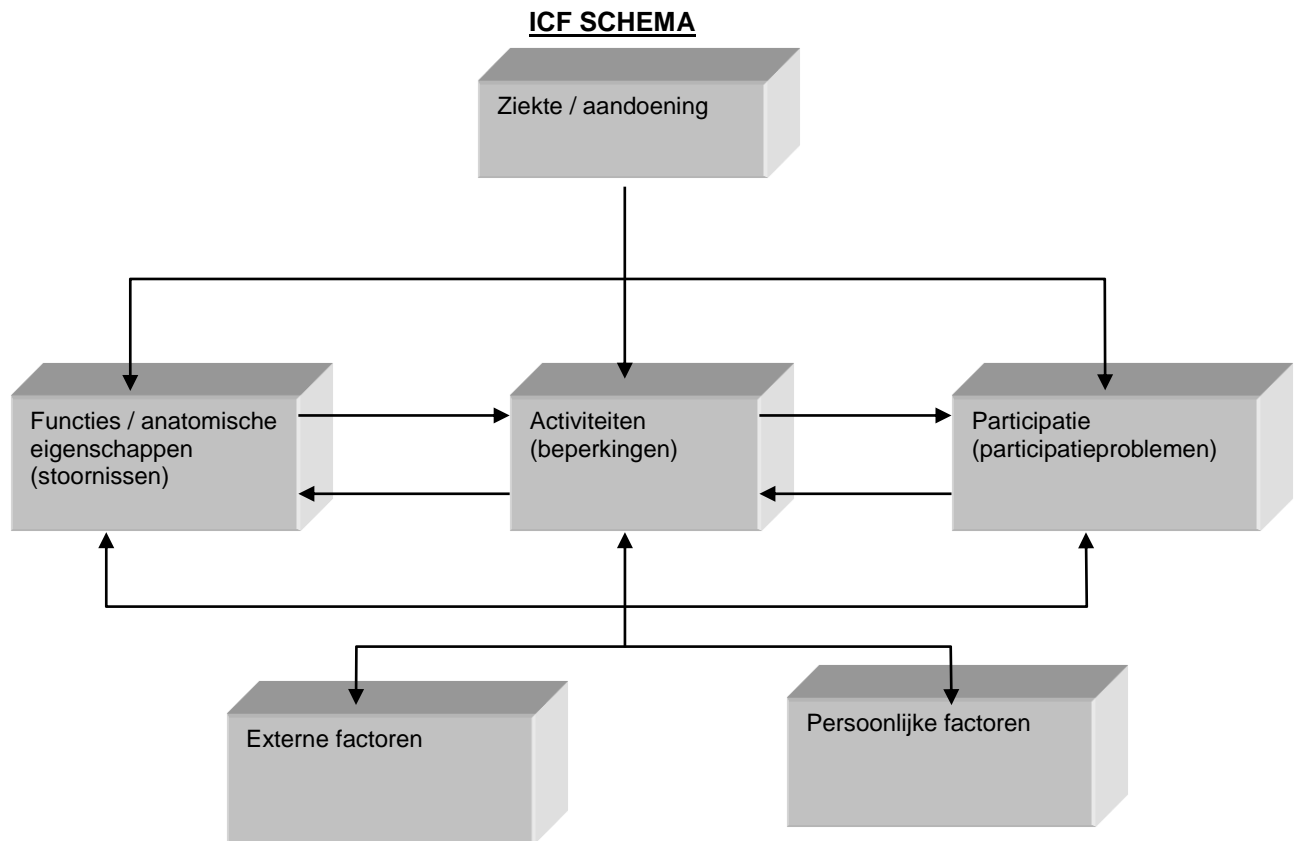 ICF SCHEMA
Ziekte / aandoening
Functies / anatomische
eigenschappen
(stoornissen)
Activiteiten
(beperkingen)
Participatie
(participatieproblemen)
Externe factoren
Persoonlijke factoren